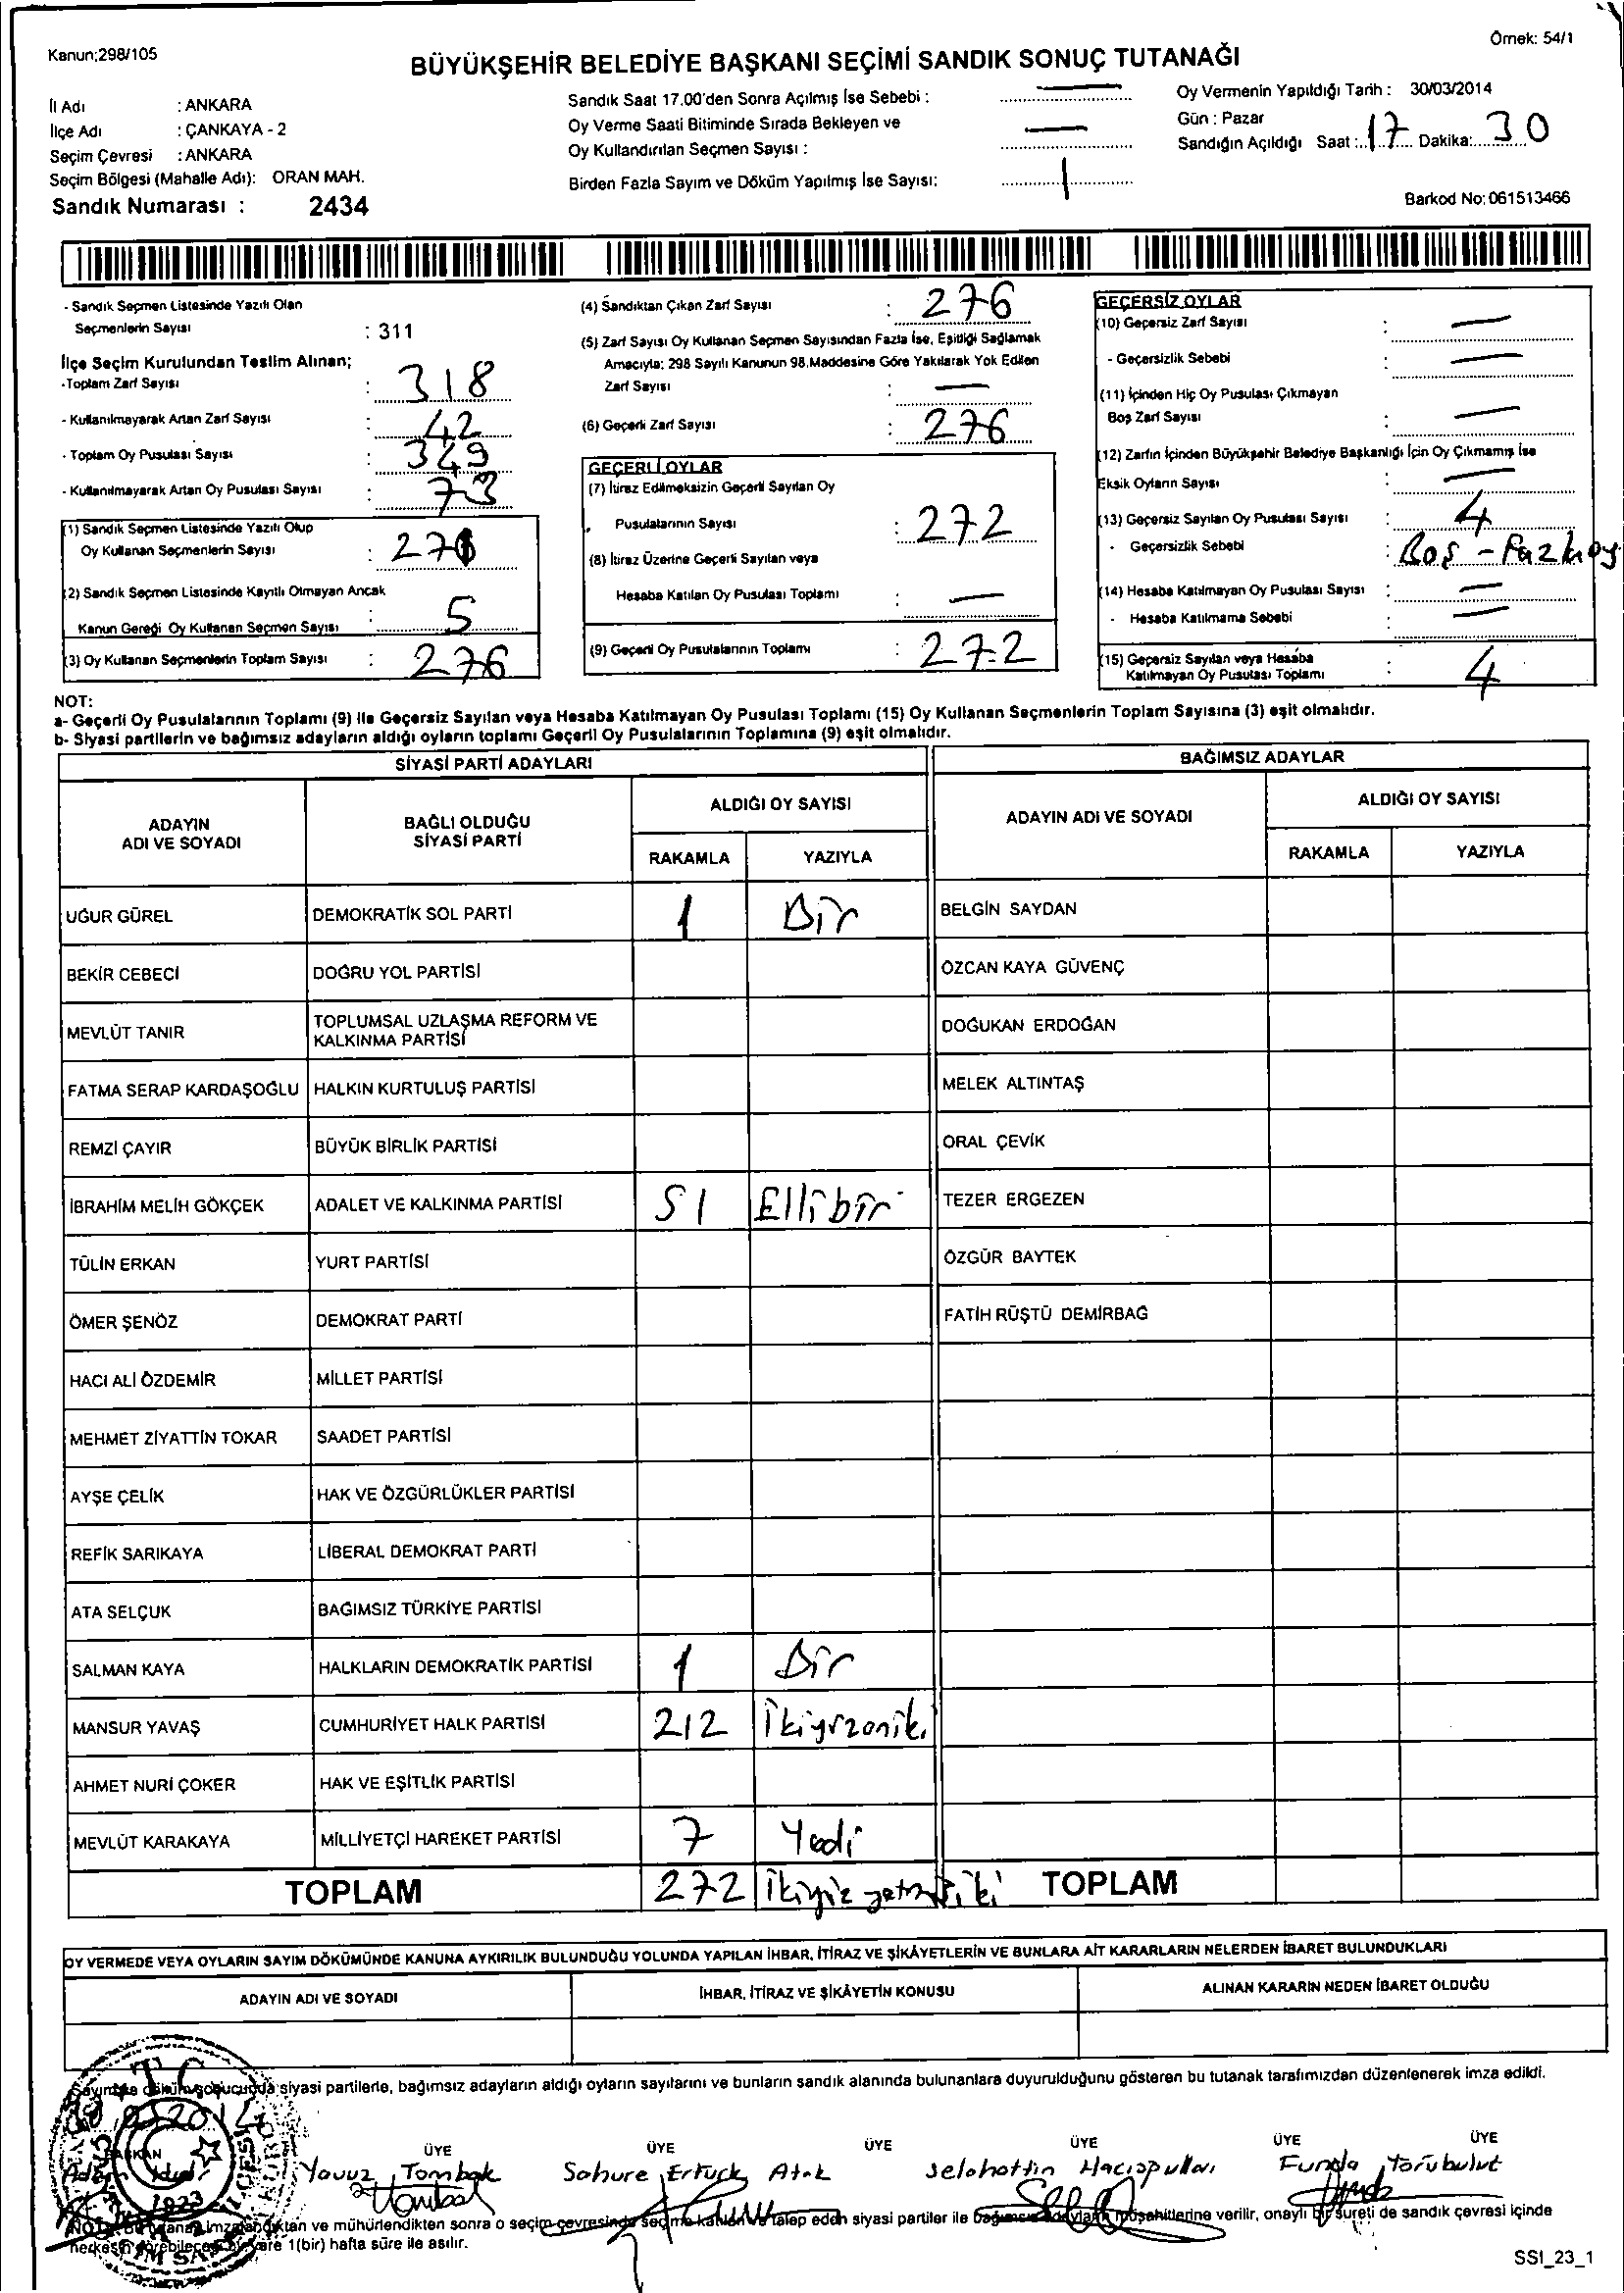 Kanun;298/105
Örnek: 54/1
BÜYÜKŞEHİR BELEDİYE BAŞKANI SEÇİMİ SANDIK SONUÇ TUTANAĞI
İl Adı : ANKARA
İlçe Adı : ÇANKAYA - 2
Seçim Çevresi : ANKARA
Seçim Bölgesi (Mahalle Adı): ORAN MAH.
Sandık Numarası : 2434
Sandık Saat 17.00'den Sonra Açılmış İse Sebebi : —
Oy Verme Saati Bitiminde Sırada Bekleyen ve
Oy Kullandırılan Seçmen Sayısı : —
Birden Fazla Sayım ve Döküm Yapılmış İse Sayısı: 1
Oy Vermenin Yapıldığı Tarih : 30/03/2014
Gün : Pazar
Sandığın Açıldığı Saat : 17 Dakika: 30
Barkod No: 061513466
- Sandık Seçmen Listesinde Yazılı Olan
Seçmenlerin Sayısı : 311
İlçe Seçim Kurulundan Teslim Alınan;
-Toplam Zarf Sayısı : 318
- Kullanılmayarak Artan Zarf Sayısı : 42
- Toplam Oy Pusulası Sayısı : 349
- Kullanılmayarak Artan Oy Pusulası Sayısı : 73
(1) Sandık Seçmen Listesinde Yazılı Olup
Oy Kullanan Seçmenlerin Sayısı :
(2) Sandık Seçmen Listesinde Kayıtlı Olmayan Ancak
Kanun Gereği Oy Kullanan Seçmen Sayısı : 5
(3) Oy Kullanan Seçmenlerin Toplam Sayısı : 276
(4) Sandıktan Çıkan Zarf Sayısı : 276
(5) Zarf Sayısı Oy Kullanan Seçmen Sayısından Fazla İse, Eşitliği Sağlamak
Amacıyla; 298 Sayılı Kanunun 98.Maddesine Göre Yakılarak Yok Edilen
Zarf Sayısı : —
(6) Geçerli Zarf Sayısı : 276
GEÇERLİ OYLAR
(7) İtiraz Edilmeksizin Geçerli Sayılan Oy
Pusulalarının Sayısı : 272
(8) İtiraz Üzerine Geçerli Sayılan veya
Hesaba Katılan Oy Pusulası Toplamı : —
(9) Geçerli Oy Pusulalarının Toplamı : 272
GEÇERSİZ OYLAR
(10) Geçersiz Zarf Sayısı : —
- Geçersizlik Sebebi : —
(11) İçinden Hiç Oy Pusulası Çıkmayan
Boş Zarf Sayısı : —
(12) Zarfın İçinden Büyükşehir Belediye Başkanlığı İçin Oy Çıkmamış İse
Eksik Oyların Sayısı : —
(13) Geçersiz Sayılan Oy Pusulası Sayısı : 4
- Geçersizlik Sebebi : Boş - Fazla oy
(14) Hesaba Katılmayan Oy Pusulası Sayısı : —
- Hesaba Katılmama Sebebi : —
(15) Geçersiz Sayılan veya Hesaba
Katılmayan Oy Pusulası Toplamı : 4
NOT:
a- Geçerli Oy Pusulalarının Toplamı (9) ile Geçersiz Sayılan veya Hesaba Katılmayan Oy Pusulası Toplamı (15) Oy Kullanan Seçmenlerin Toplam Sayısına (3) eşit olmalıdır.
b- Siyasi partilerin ve bağımsız adayların aldığı oyların toplamı Geçerli Oy Pusulalarının Toplamına (9) eşit olmalıdır.
SİYASİ PARTİ ADAYLARI BAĞIMSIZ ADAYLAR
ADAYIN ADI VE SOYADI BAĞLI OLDUĞU SİYASİ PARTİ ALDIĞI OY SAYISI ADAYIN ADI VE SOYADI ALDIĞI OY SAYISI
RAKAMLA YAZIYLA RAKAMLA YAZIYLA
UĞUR GÜREL DEMOKRATİK SOL PARTİ 1 Bir BELGİN SAYDAN
BEKİR CEBECİ DOĞRU YOL PARTİSİ ÖZCAN KAYA GÜVENÇ
MEVLÜT TANIR TOPLUMSAL UZLAŞMA REFORM VE KALKINMA PARTİSİ DOĞUKAN ERDOĞAN
FATMA SERAP KARDAŞOĞLU HALKIN KURTULUŞ PARTİSİ MELEK ALTINTAŞ
REMZİ ÇAYIR BÜYÜK BİRLİK PARTİSİ ORAL ÇEVİK
İBRAHİM MELİH GÖKÇEK ADALET VE KALKINMA PARTİSİ 51 Ellibir TEZER ERGEZEN
TÜLİN ERKAN YURT PARTİSİ ÖZGÜR BAYTEK
ÖMER ŞENÖZ DEMOKRAT PARTİ FATİH RÜŞTÜ DEMİRBAĞ
HACI ALİ ÖZDEMİR MİLLET PARTİSİ
MEHMET ZİYATTİN TOKAR SAADET PARTİSİ
AYŞE ÇELİK HAK VE ÖZGÜRLÜKLER PARTİSİ
REFİK SARIKAYA LİBERAL DEMOKRAT PARTİ
ATA SELÇUK BAĞIMSIZ TÜRKİYE PARTİSİ
SALMAN KAYA HALKLARIN DEMOKRATİK PARTİSİ 1 Bir
MANSUR YAVAŞ CUMHURİYET HALK PARTİSİ 212 İkiyüzoniki
AHMET NURİ ÇOKER HAK VE EŞİTLİK PARTİSİ
MEVLÜT KARAKAYA MİLLİYETÇİ HAREKET PARTİSİ 7 Yedi
TOPLAM 272 İkiyüz yetmişiki TOPLAM
OY VERMEDE VEYA OYLARIN SAYIM DÖKÜMÜNDE KANUNA AYKIRILIK BULUNDUĞU YOLUNDA YAPILAN İHBAR, İTİRAZ VE ŞİKÂYETLERİN VE BUNLARA AİT KARARLARIN NELERDEN İBARET BULUNDUKLARI
ADAYIN ADI VE SOYADI İHBAR, İTİRAZ VE ŞİKÂYETİN KONUSU ALINAN KARARIN NEDEN İBARET OLDUĞU
Sayım ve döküm sonucunda siyasi partilerle, bağımsız adayların aldığı oyların sayılarını ve bunların sandık alanında bulunanlara duyurulduğunu gösteren bu tutanak tarafımızdan düzenlenerek imza edildi.
T.C.
BAŞKAN ÜYE ÜYE ÜYE ÜYE ÜYE ÜYE
Yavuz Tombak Sahure Ertürk Atak Selahattin Hacıspulları Funda Torubulut
NOT: Bu tutanak imzalandıktan ve mühürlendikten sonra o seçim çevresinde seçime katılan ve talep eden siyasi partiler ile bağımsız adayların müşahitlerine verilir, onaylı bir sureti de sandık çevresi içinde
herkesin görebileceği bir yere 1(bir) hafta süre ile asılır.
SSI_23_1